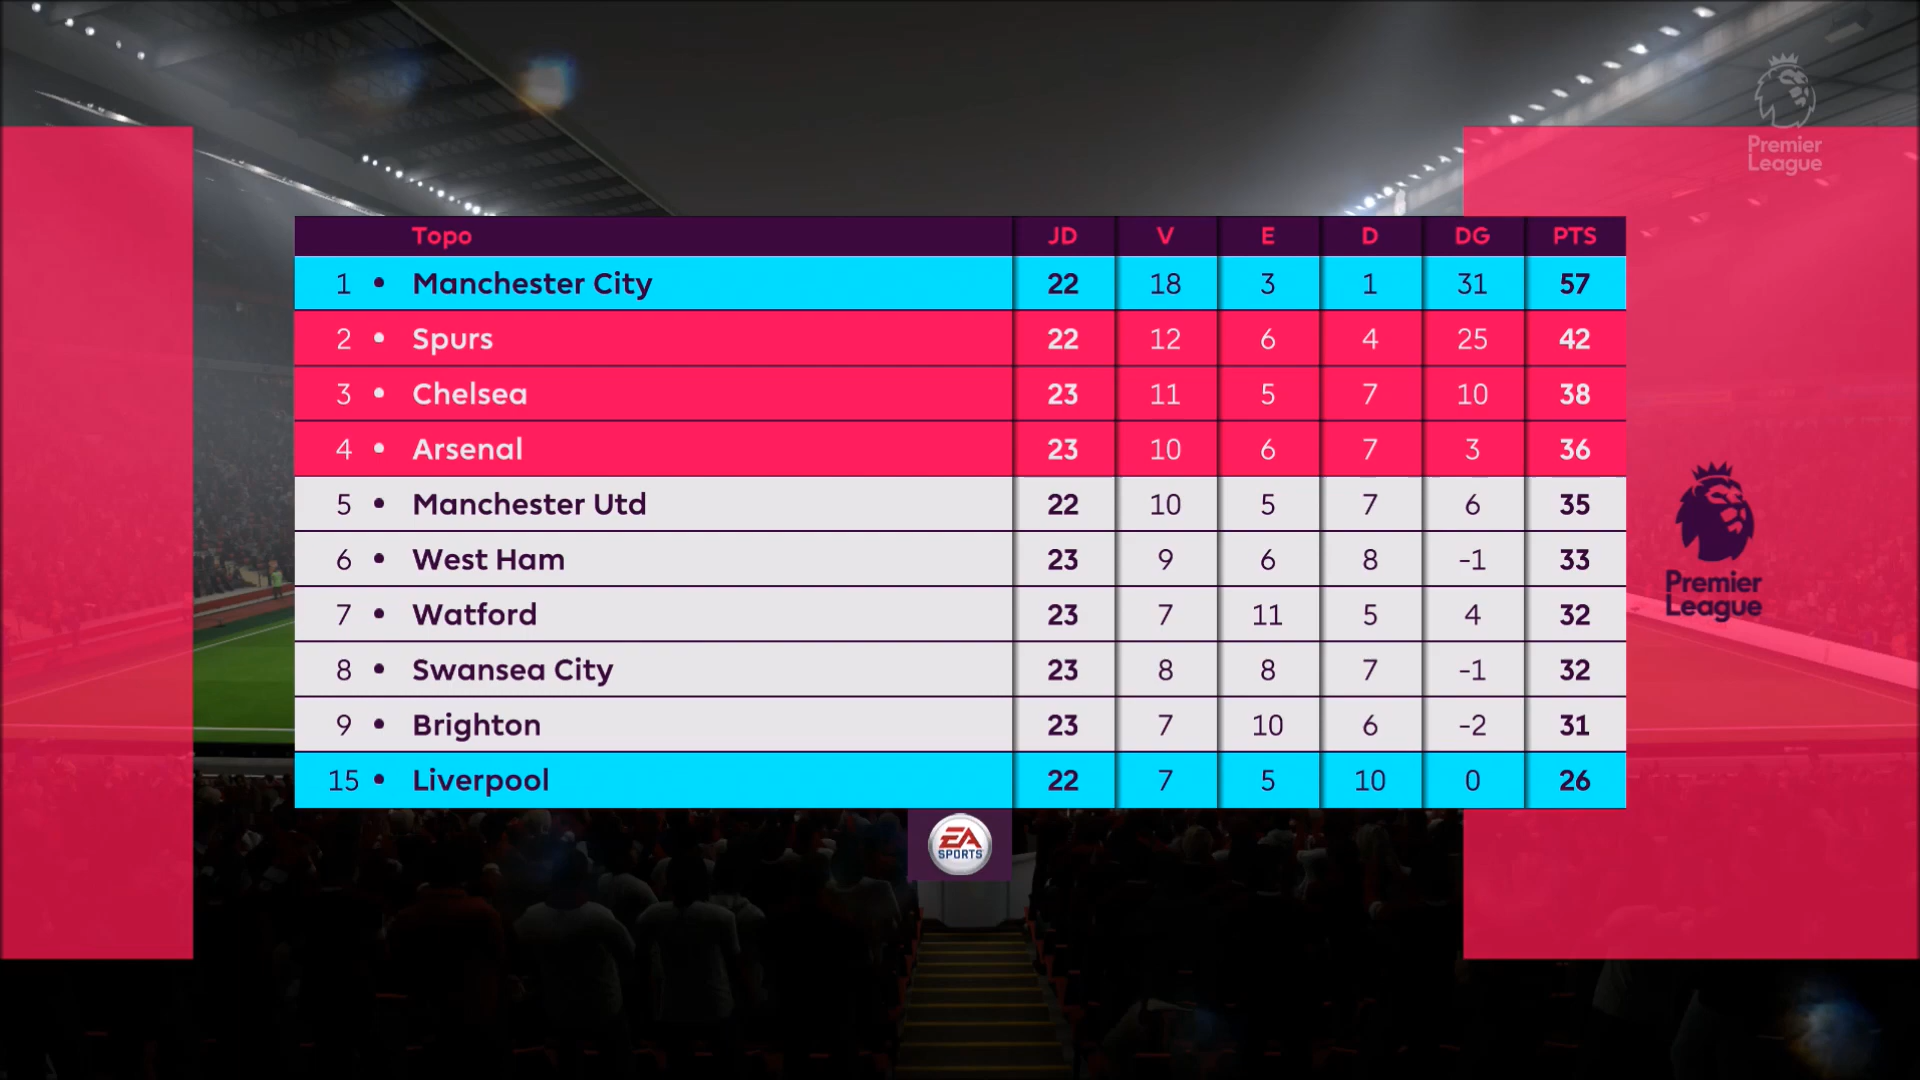 Premier
League
Topo JD V E D DG PTS
1 • Manchester City 22 18 3 1 31 57
2 • Spurs 22 12 6 4 25 42
3 • Chelsea 23 11 5 7 10 38
4 • Arsenal 23 10 6 7 3 36
5 • Manchester Utd 22 10 5 7 6 35
6 • West Ham 23 9 6 8 -1 33
7 • Watford 23 7 11 5 4 32
8 • Swansea City 23 8 8 7 -1 32
9 • Brighton 23 7 10 6 -2 31
15 • Liverpool 22 7 5 10 0 26
Premier
League
EA
SPORTS